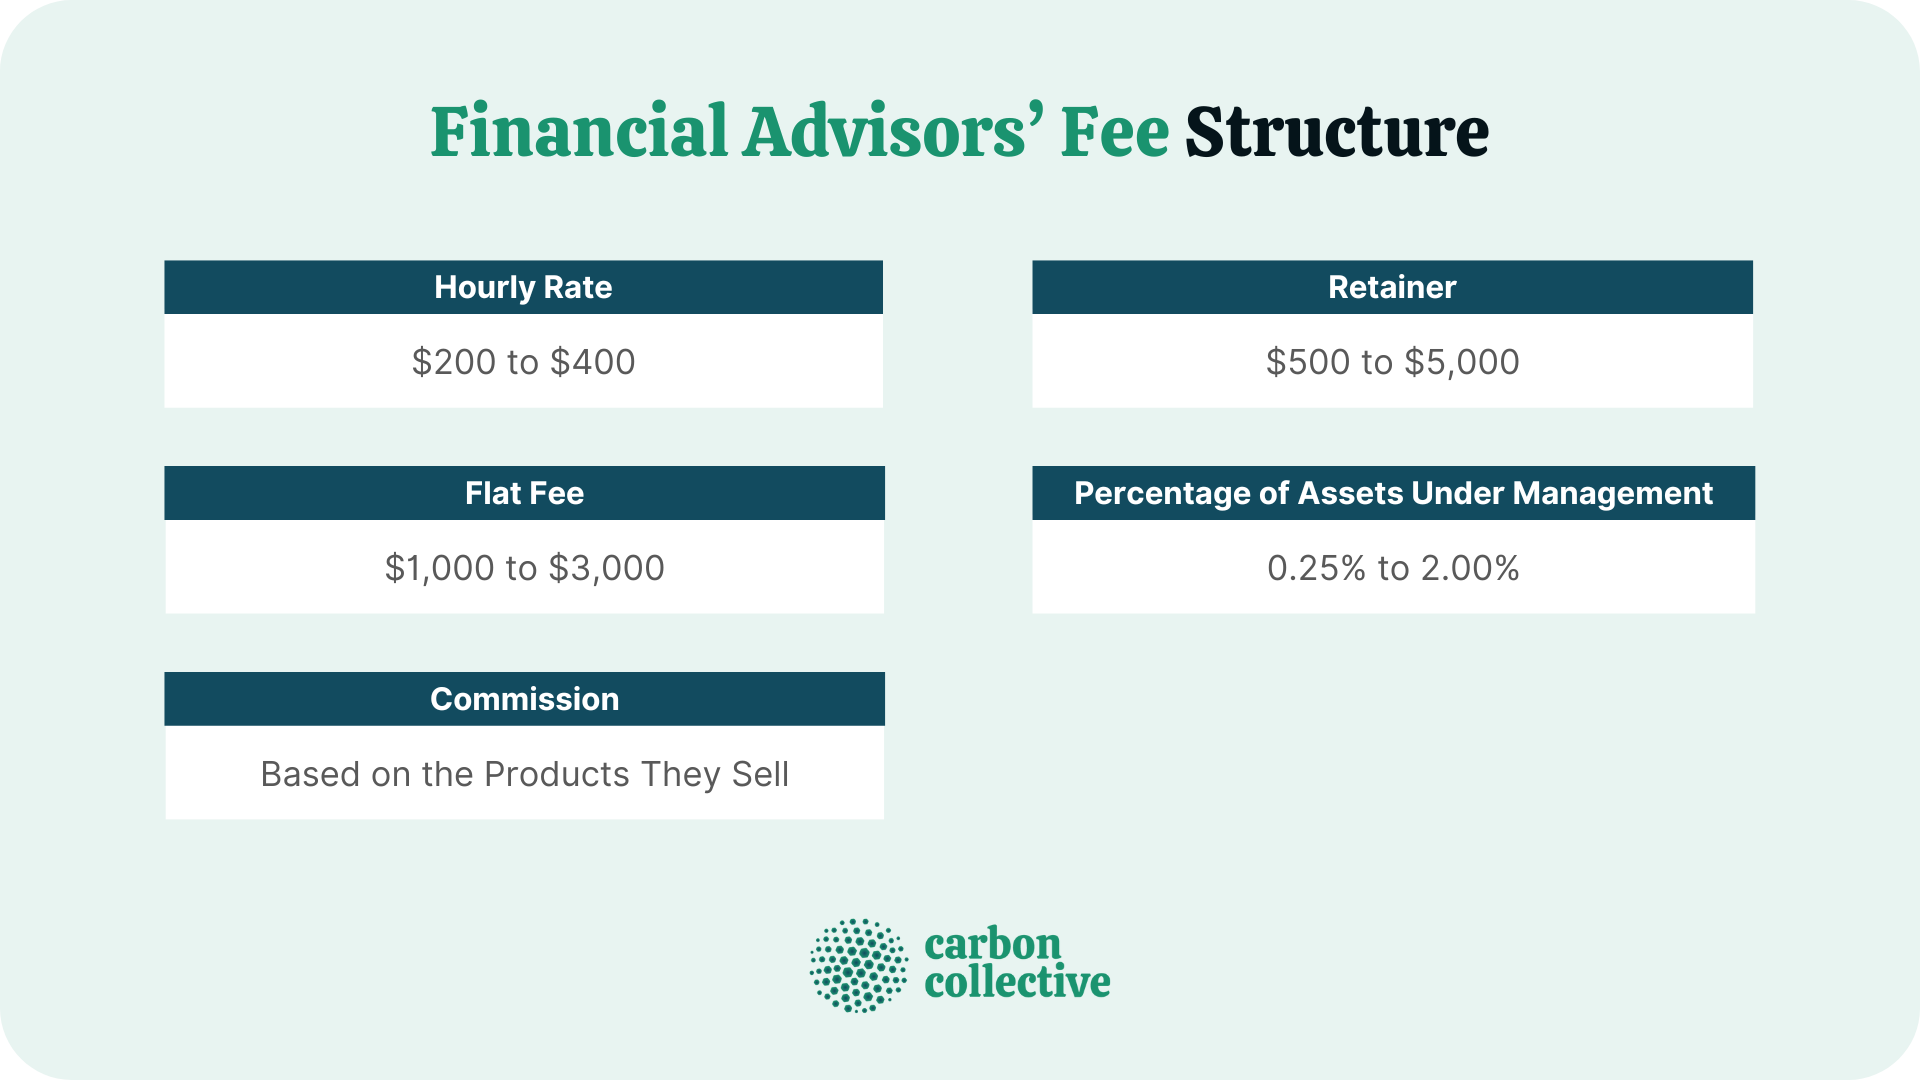 Financial Advisors’ Fee Structure
Hourly Rate
$200 to $400
Retainer
$500 to $5,000
Flat Fee
$1,000 to $3,000
Percentage of Assets Under Management
0.25% to 2.00%
Commission
Based on the Products They Sell
carbon
collective